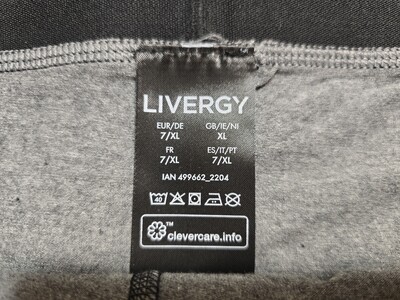 LIVERGY
EUR/DE GB/IE/NI
7/XL XL
FR ES/IT/PT
7/XL 7/XL
IAN 499662_2204
40
™
clevercare.info